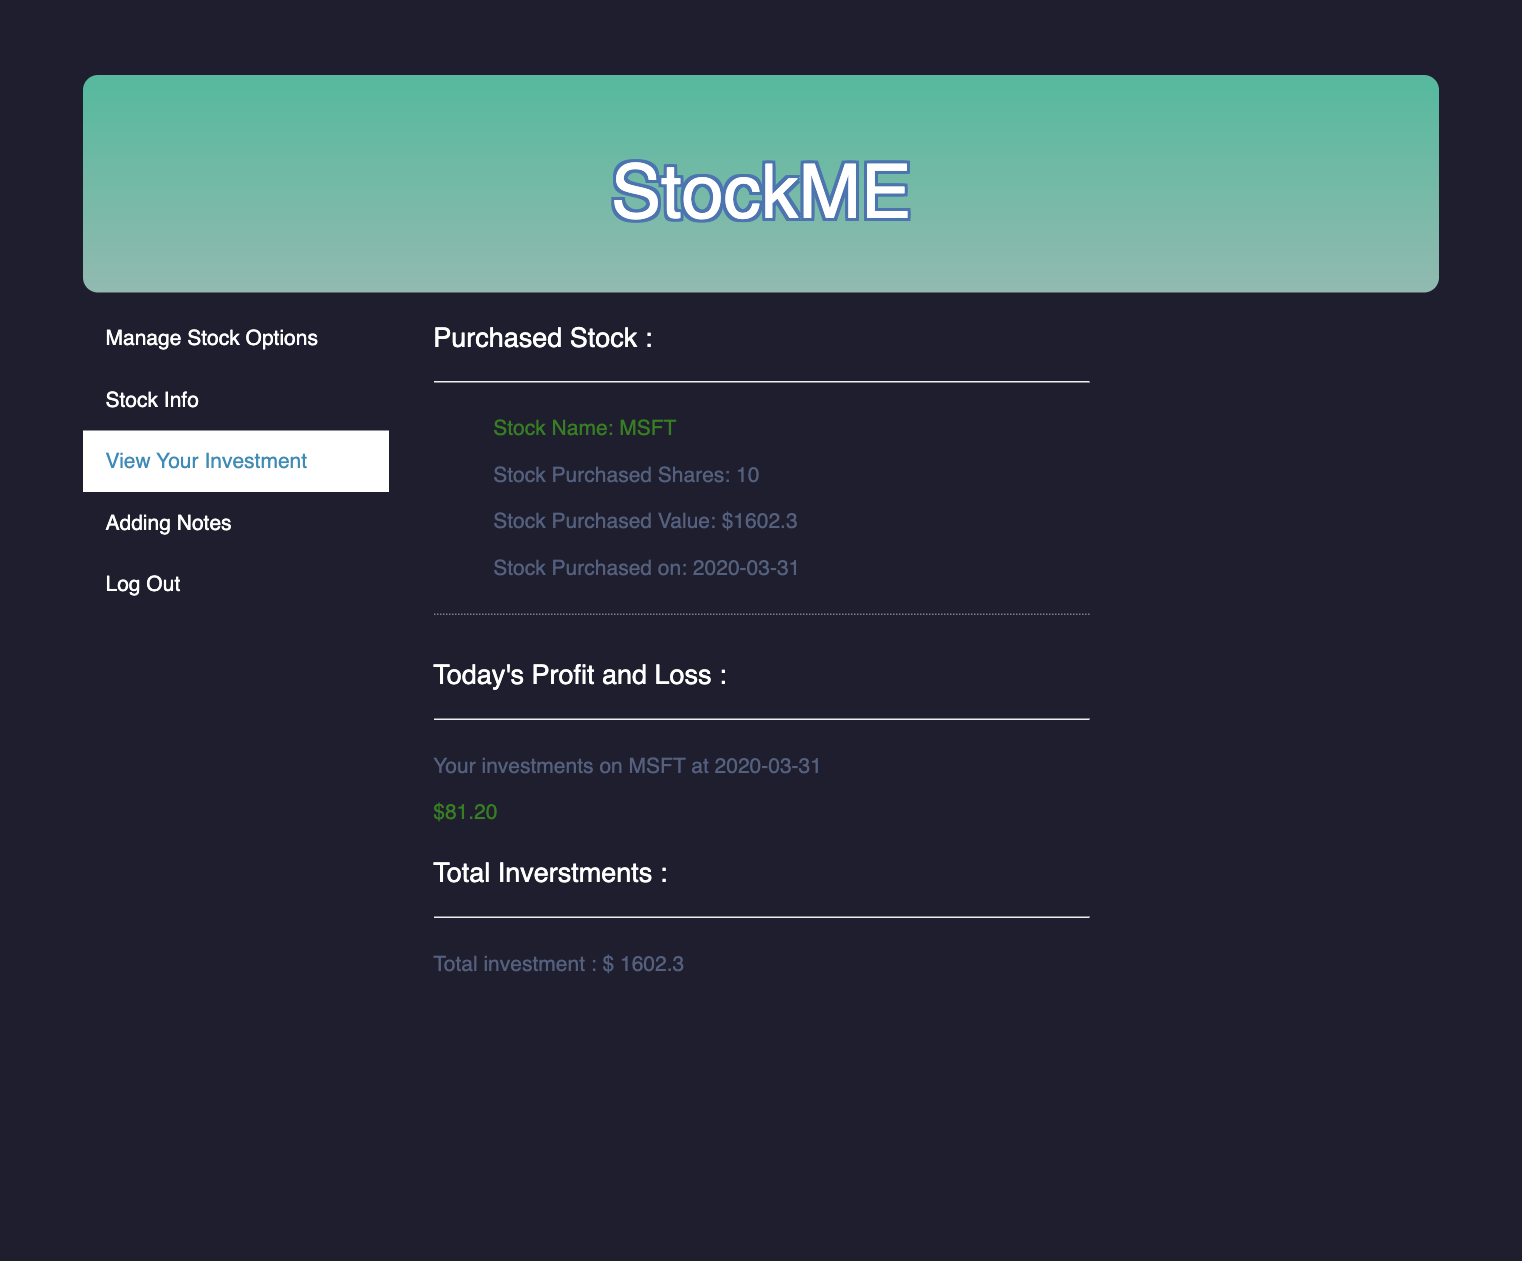 StockME
Manage Stock Options
Stock Info
View Your Investment
Adding Notes
Log Out
Purchased Stock :
Stock Name: MSFT
Stock Purchased Shares: 10
Stock Purchased Value: $1602.3
Stock Purchased on: 2020-03-31
Today's Profit and Loss :
Your investments on MSFT at 2020-03-31
$81.20
Total Inverstments :
Total investment : $ 1602.3